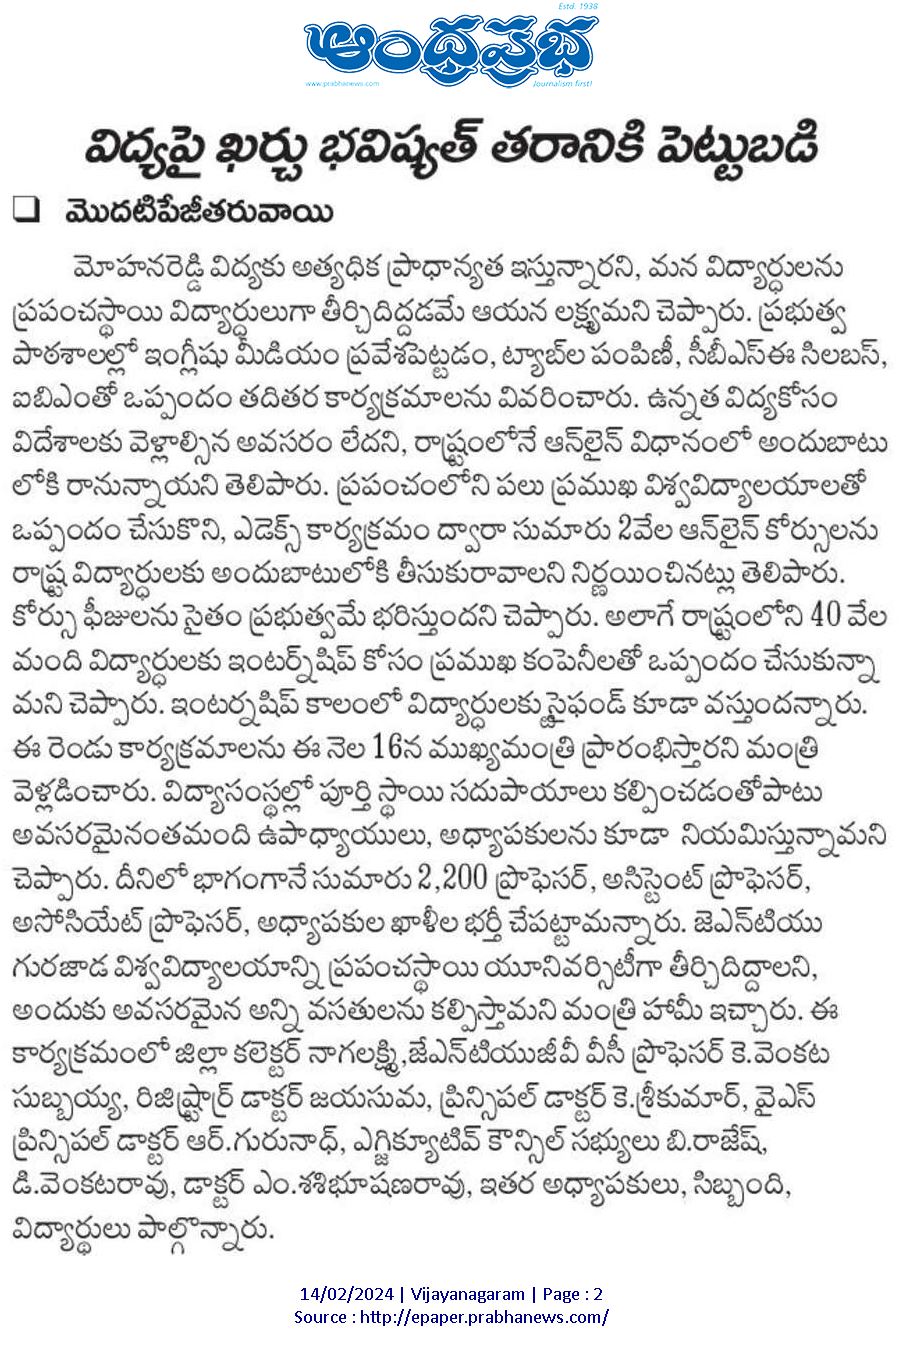 Estd. 1938
ఆంధ్రప్రభ
www.prabhanews.com
Journalism first!
విద్యపై ఖర్చు భవిష్యత్ తరానికి పెట్టుబడి
❑ మొదటిపేజీతరువాయి
మోహనరెడ్డి విద్యకు అత్యధిక ప్రాధాన్యత ఇస్తున్నారని, మన విద్యార్ధులను
ప్రపంచస్థాయి విద్యార్ధులుగా తీర్చిదిద్దడమే ఆయన లక్ష్యమని చెప్పారు. ప్రభుత్వ
పాఠశాలల్లో ఇంగ్లీషు మీడియం ప్రవేశపెట్టడం, ట్యాబ్‌ల పంపిణీ, సీబీఎస్ఈ సిలబస్,
ఐబిఎంతో ఒప్పందం తదితర కార్యక్రమాలను వివరించారు. ఉన్నత విద్యకోసం
విదేశాలకు వెళ్లాల్సిన అవసరం లేదని, రాష్ట్రంలోనే ఆన్‌లైన్ విధానంలో అందుబాటు
లోకి రానున్నాయని తెలిపారు. ప్రపంచంలోని పలు ప్రముఖ విశ్వవిద్యాలయాలతో
ఒప్పందం చేసుకొని, ఎడెక్స్ కార్యక్రమం ద్వారా సుమారు 2వేల ఆన్‌లైన్ కోర్సులను
రాష్ట్ర విద్యార్ధులకు అందుబాటులోకి తీసుకురావాలని నిర్ణయించినట్లు తెలిపారు.
కోర్సు ఫీజులను సైతం ప్రభుత్వమే భరిస్తుందని చెప్పారు. అలాగే రాష్ట్రంలోని 40 వేల
మంది విద్యార్ధులకు ఇంటర్న్‌షిప్ కోసం ప్రముఖ కంపెనీలతో ఒప్పందం చేసుకున్నా
మని చెప్పారు. ఇంటర్నషిప్ కాలంలో విద్యార్ధులకు స్టైఫండ్ కూడా వస్తుందన్నారు.
ఈ రెండు కార్యక్రమాలను ఈ నెల 16న ముఖ్యమంత్రి ప్రారంభిస్తారని మంత్రి
వెళ్లడించారు. విద్యాసంస్థల్లో పూర్తి స్థాయి సదుపాయాలు కల్పించడంతోపాటు
అవసరమైనంతమంది ఉపాధ్యాయులు, అధ్యాపకులను కూడా నియమిస్తున్నామని
చెప్పారు. దీనిలో భాగంగానే సుమారు 2,200 ప్రొఫెసర్, అసిస్టెంట్ ప్రొఫెసర్,
అసోసియేట్ ప్రొఫెసర్, అధ్యాపకుల ఖాళీల భర్తీ చేపట్టామన్నారు. జెఎన్‌టియు
గురజాడ విశ్వవిద్యాలయాన్ని ప్రపంచస్థాయి యూనివర్సిటీగా తీర్చిదిద్దాలని,
అందుకు అవసరమైన అన్ని వసతులను కల్పిస్తామని మంత్రి హామీ ఇచ్చారు. ఈ
కార్యక్రమంలో జిల్లా కలెక్టర్ నాగలక్ష్మి,జేఎన్‌టియుజీవీ వీసీ ప్రొఫెసర్ కె.వెంకట
సుబ్బయ్య, రిజిష్ట్రార్ డాక్టర్ జయసుమ, ప్రిన్సిపల్ డాక్టర్ కె.శ్రీకుమార్, వైఎస్
ప్రిన్సిపల్ డాక్టర్ ఆర్.గురునాధ్, ఎగ్జిక్యూటివ్ కౌన్సిల్ సభ్యులు బి.రాజేష్,
డి.వెంకటరావు, డాక్టర్ ఎం.శశిభూషణరావు, ఇతర అధ్యాపకులు, సిబ్బంది,
విద్యార్థులు పాల్గొన్నారు.
14/02/2024 | Vijayanagaram | Page : 2
Source : http://epaper.prabhanews.com/